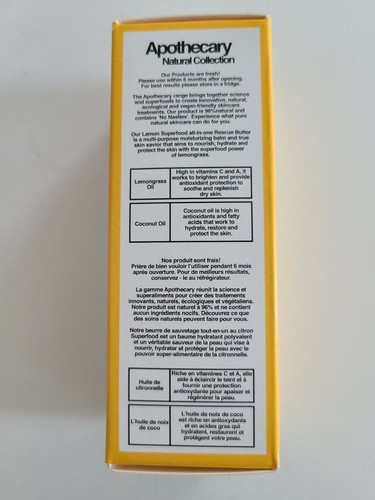 Apothecary
Natural Collection
Our Products are fresh!
Please use within 6 months after opening.
For best results please store in a fridge.
The Apothecary range brings together science
and superfoods to create innovative, natural,
ecological and vegan-friendly skincare
treatments. Our product is 96%natural and
contains 'No Nasties'. Experience what pure
natural skincare can do for you.
Our Lemon Superfood all-in-one Rescue Butter
is a multi-purpose moisturizing balm and true
skin savior that aims to nourish, hydrate and
protect the skin with the superfood power
of lemongrass.
Lemongrass
Oil
High in vitamins C and A, it
works to brighten and provide
antioxidant protection to
soothe and replenish
dry skin.
Coconut Oil
Coconut oil is high in
antioxidants and fatty
acids that work to
hydrate, restore and
protect the skin.
Nos produit sont frais!
Prière de bien vouloir l'utiliser pendant 6 mois
après ouverture. Pour de meilleurs résultats,
conservez - le au réfrigérateur.
La gamme Apothecary réunit la science et
superaliments pour créer des traitements
innovants, naturels, écologiques et végétaliens.
Notre produit est naturel à 96% et ne contient
aucun ingrédients nocifs. Découvrez ce que
des soins naturels peuvent faire pour vous.
Notre beurre de sauvetage tout-en-un au citron
Superfood est un baume hydratant polyvalent
et un véritable sauveur de la peau qui vise à
nourrir, hydrater et protéger la peau avec le
pouvoir super-alimentaire de la citronnelle.
Huile de
citronnelle
Riche en vitamines C et A, elle
aide à éclaircir le teint et à
fournir une protection
antioxydante pour apaiser et
régénérer la peau.
L'huile de noix
de coco
L'huile de noix de coco
est riche en antioxydants
et en acides gras qui
hydratent, restaurent et
protègent votre peau.